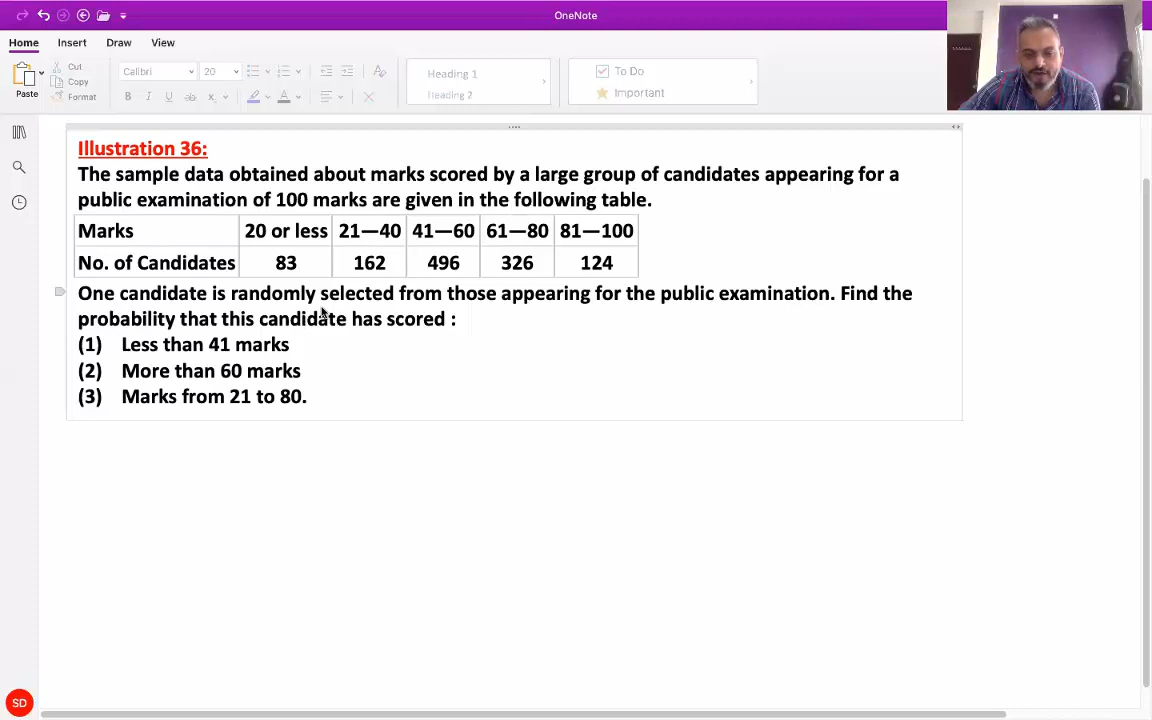 OneNote
Home Insert Draw View
Paste
Cut
Copy
Format
Calibri 20
B I U ab x
A
Heading 1
Heading 2
To Do
Important
Illustration 36:
The sample data obtained about marks scored by a large group of candidates appearing for a
public examination of 100 marks are given in the following table.
Marks 20 or less 21—40 41—60 61—80 81—100
No. of Candidates 83 162 496 326 124
One candidate is randomly selected from those appearing for the public examination. Find the
probability that this candidate has scored :
(1) Less than 41 marks
(2) More than 60 marks
(3) Marks from 21 to 80.
SD